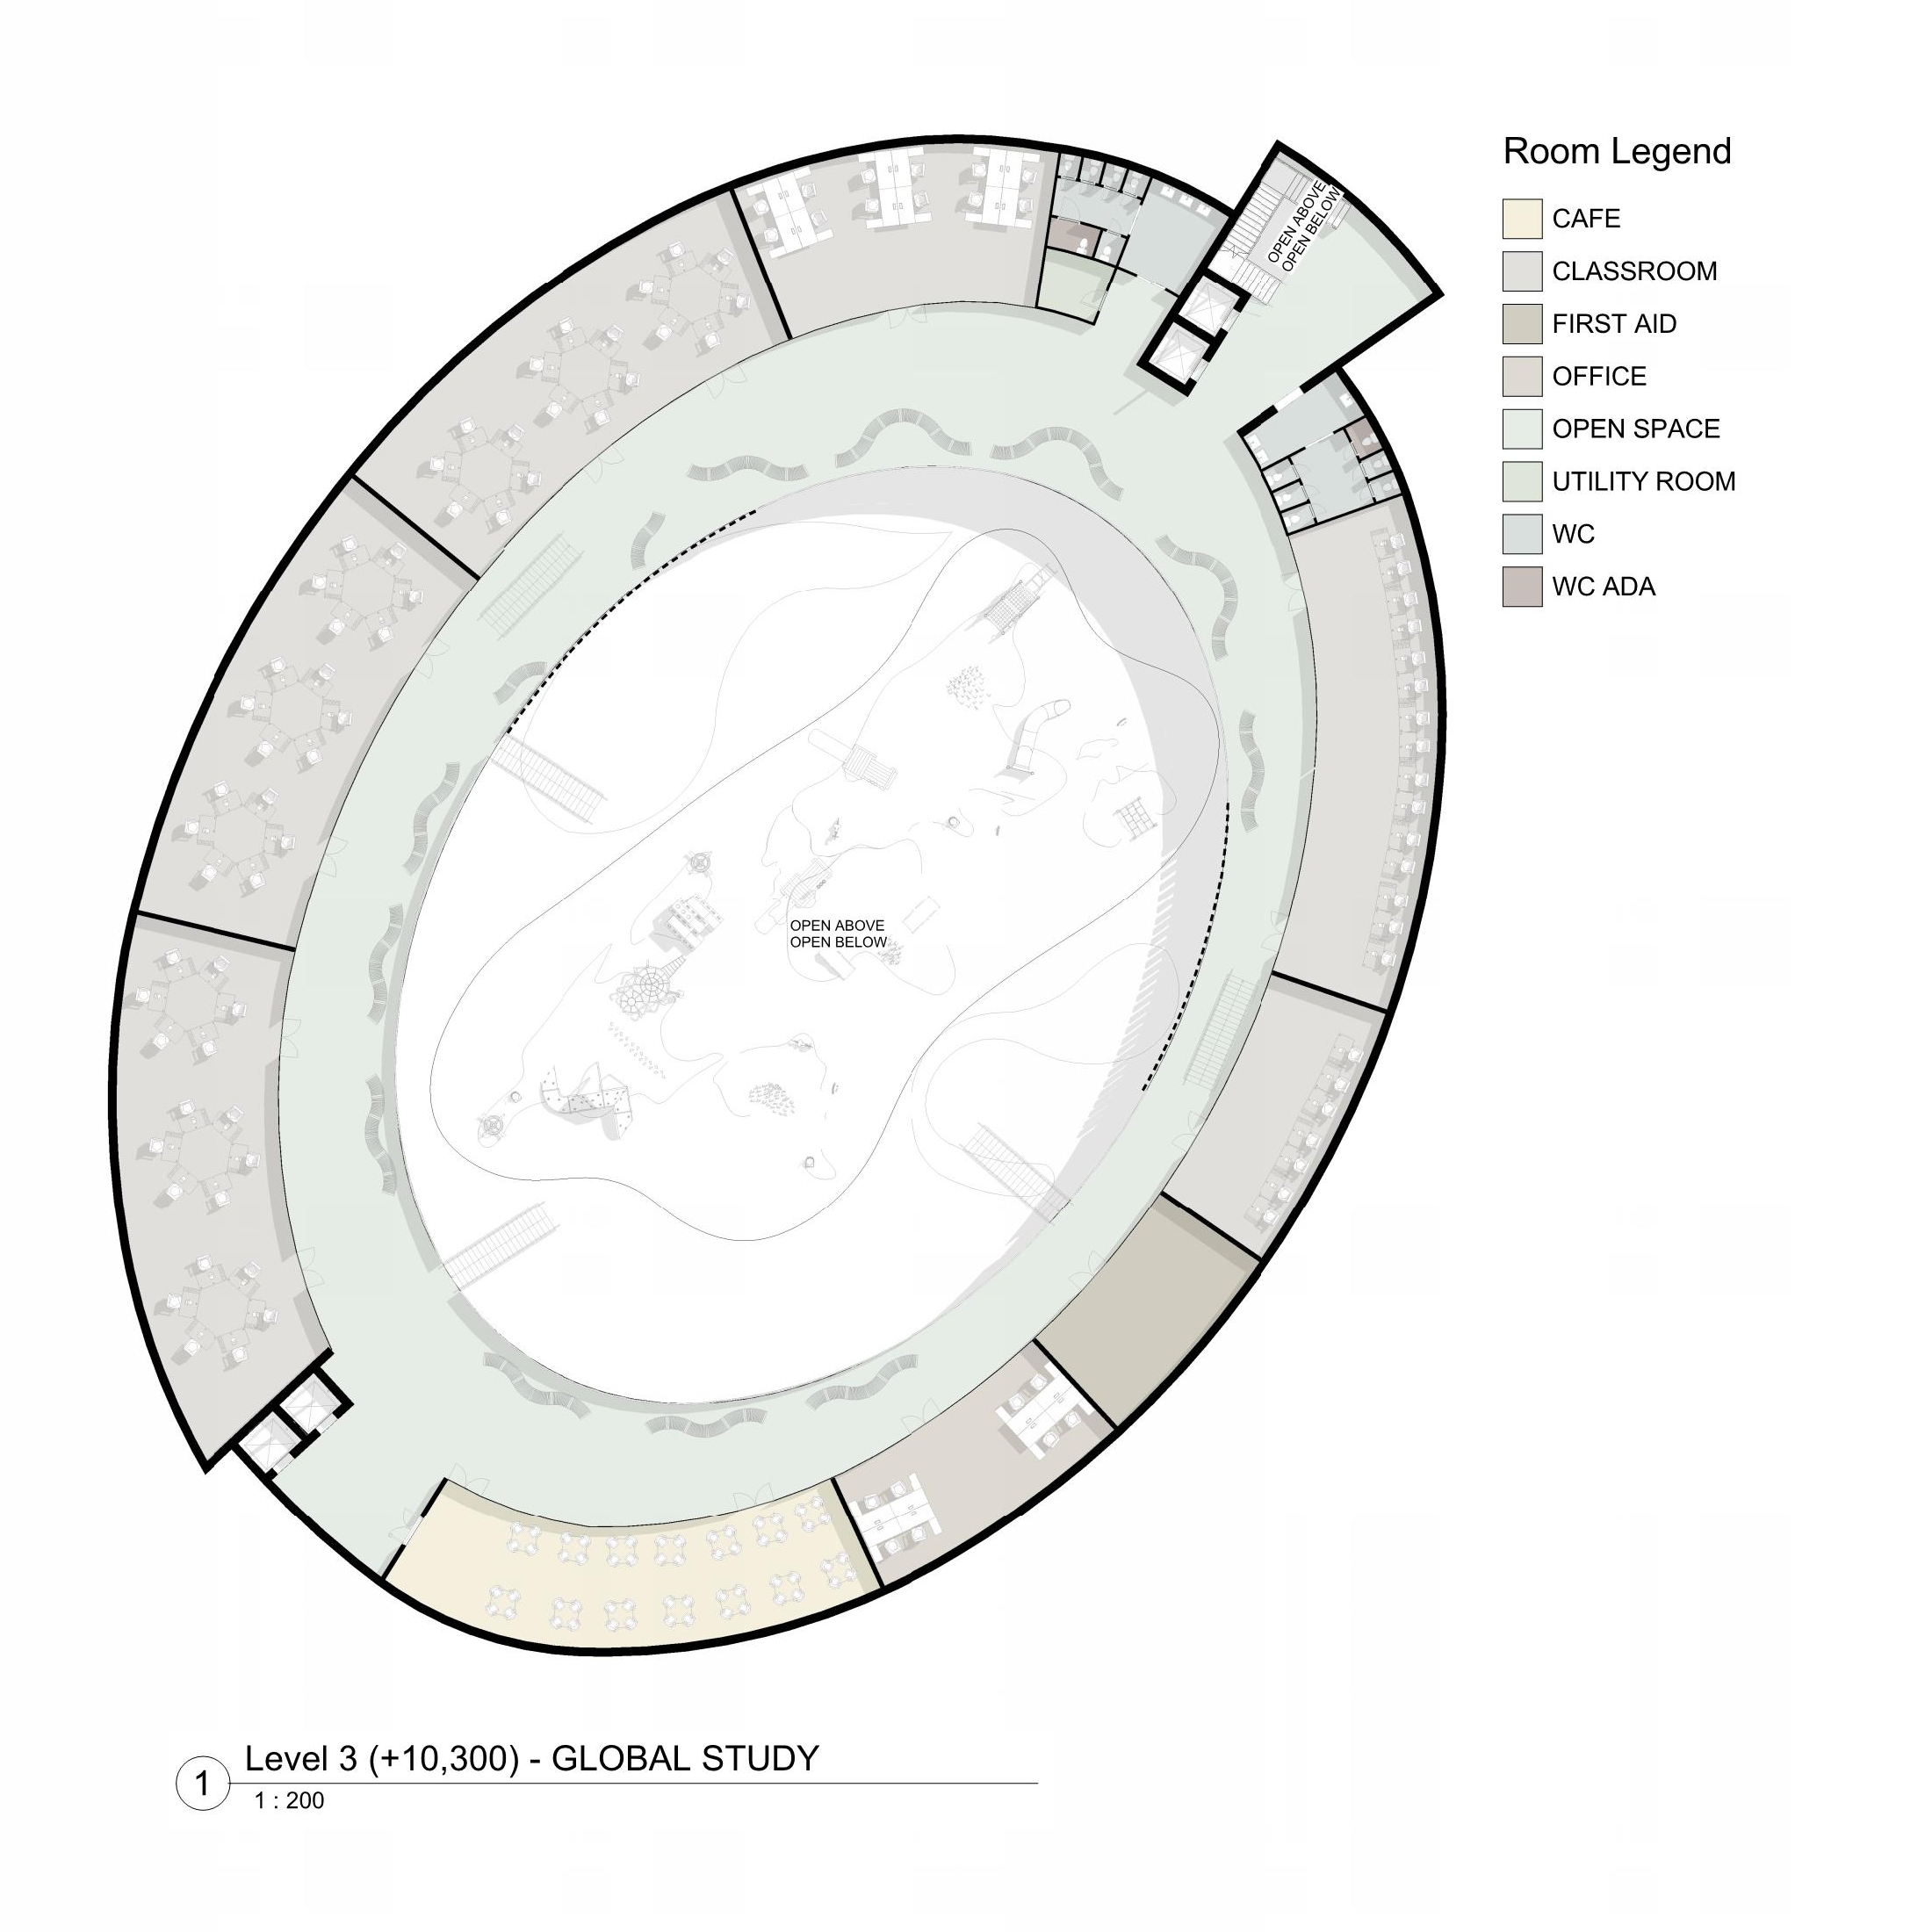 OPEN ABOVE
OPEN BELOW
Room Legend
CAFE
CLASSROOM
FIRST AID
OFFICE
OPEN SPACE
UTILITY ROOM
WC
WC ADA
OPEN ABOVE
OPEN BELOW
1
Level 3 (+10,300) - GLOBAL STUDY
1 : 200